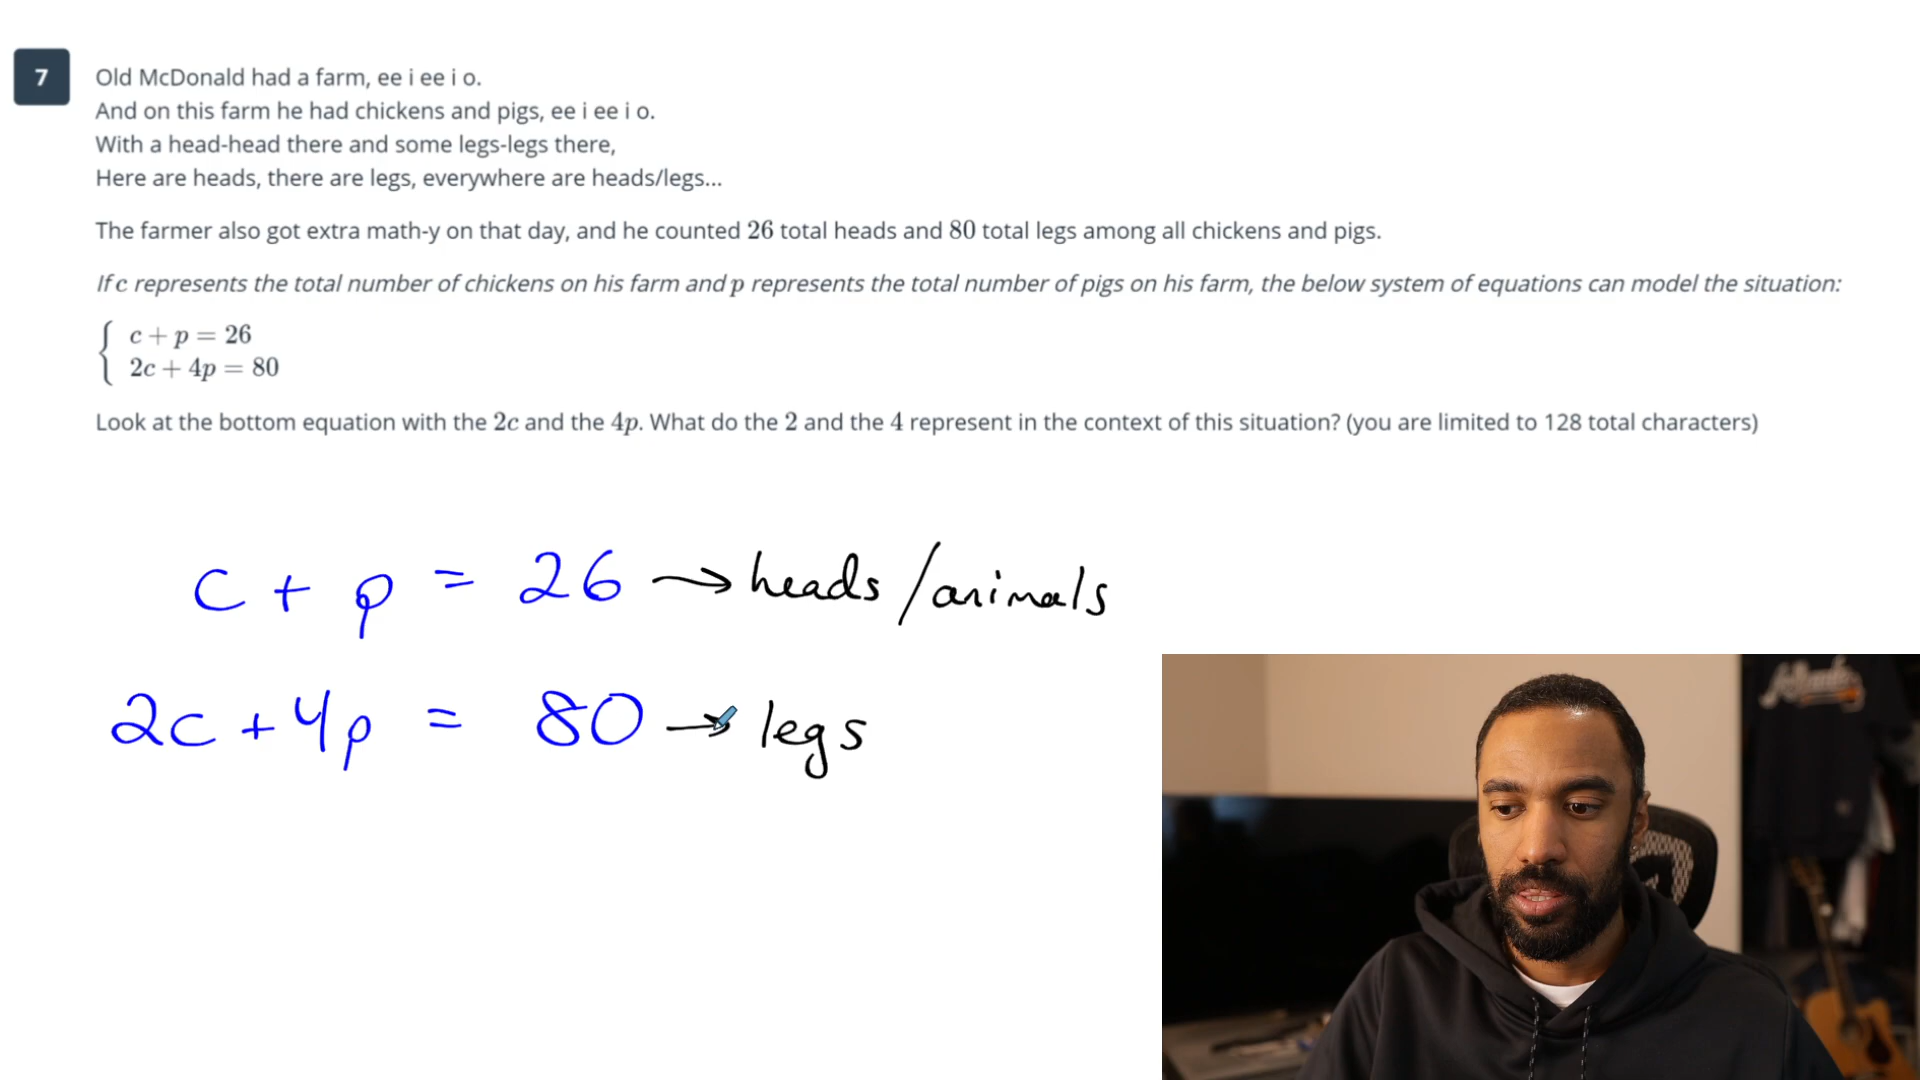 7
Old McDonald had a farm, ee i ee i o.
And on this farm he had chickens and pigs, ee i ee i o.
With a head-head there and some legs-legs there,
Here are heads, there are legs, everywhere are heads/legs...
The farmer also got extra math-y on that day, and he counted 26 total heads and 80 total legs among all chickens and pigs.
If c represents the total number of chickens on his farm and p represents the total number of pigs on his farm, the below system of equations can model the situation:
c + p = 26
2c + 4p = 80
Look at the bottom equation with the 2c and the 4p. What do the 2 and the 4 represent in the context of this situation? (you are limited to 128 total characters)
c + p = 26 → heads/animals
2c + 4p = 80 → legs